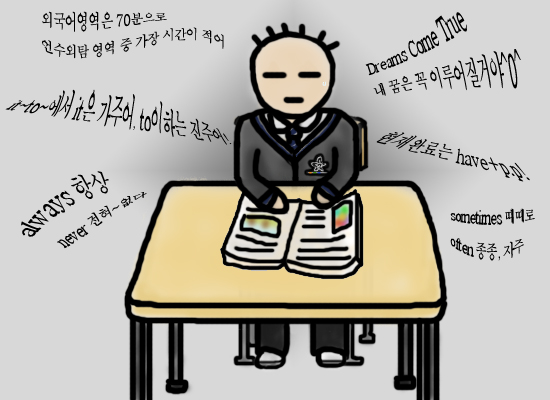 외국어영역은 70분으로
언수외탐 영역 중 가장 시간이 적어
Dreams Come True
내 꿈은 꼭 이루어질거야^0^
it~to~에서 it은 가주어, to이하는 진주어!!
현재완료는 have+p.p!
always 항상
never 전혀~없다
sometimes 때때로
often 종종, 자주